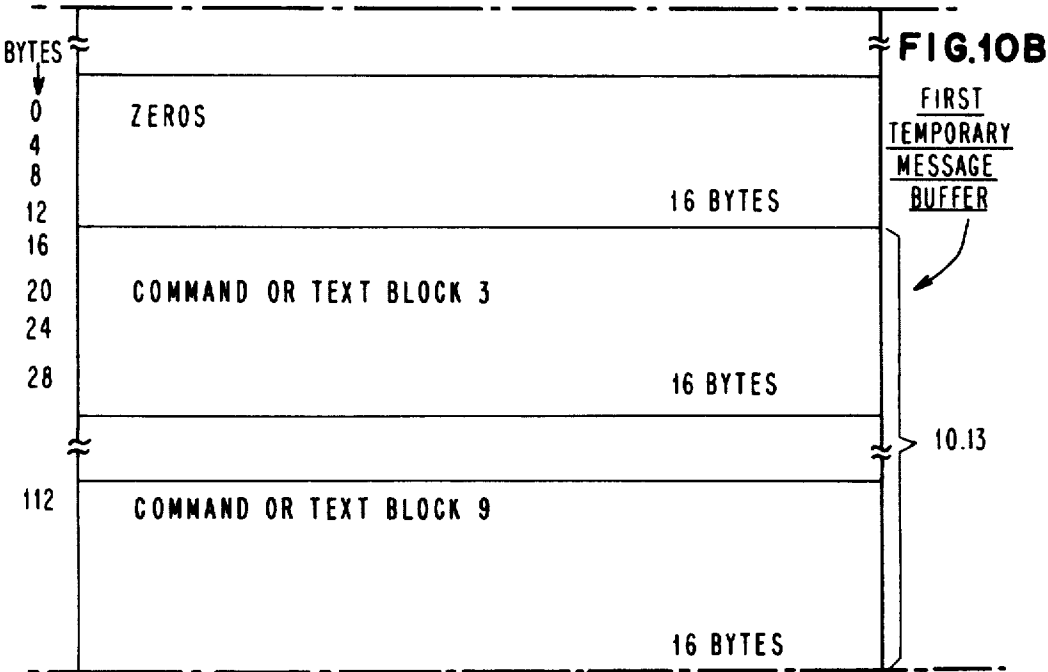 BYTES
FIG.10B
FIRST
TEMPORARY
MESSAGE
BUFFER
0
ZEROS
4
8
12
16 BYTES
16
20
COMMAND OR TEXT BLOCK 3
24
28
16 BYTES
10.13
112
COMMAND OR TEXT BLOCK 9
16 BYTES